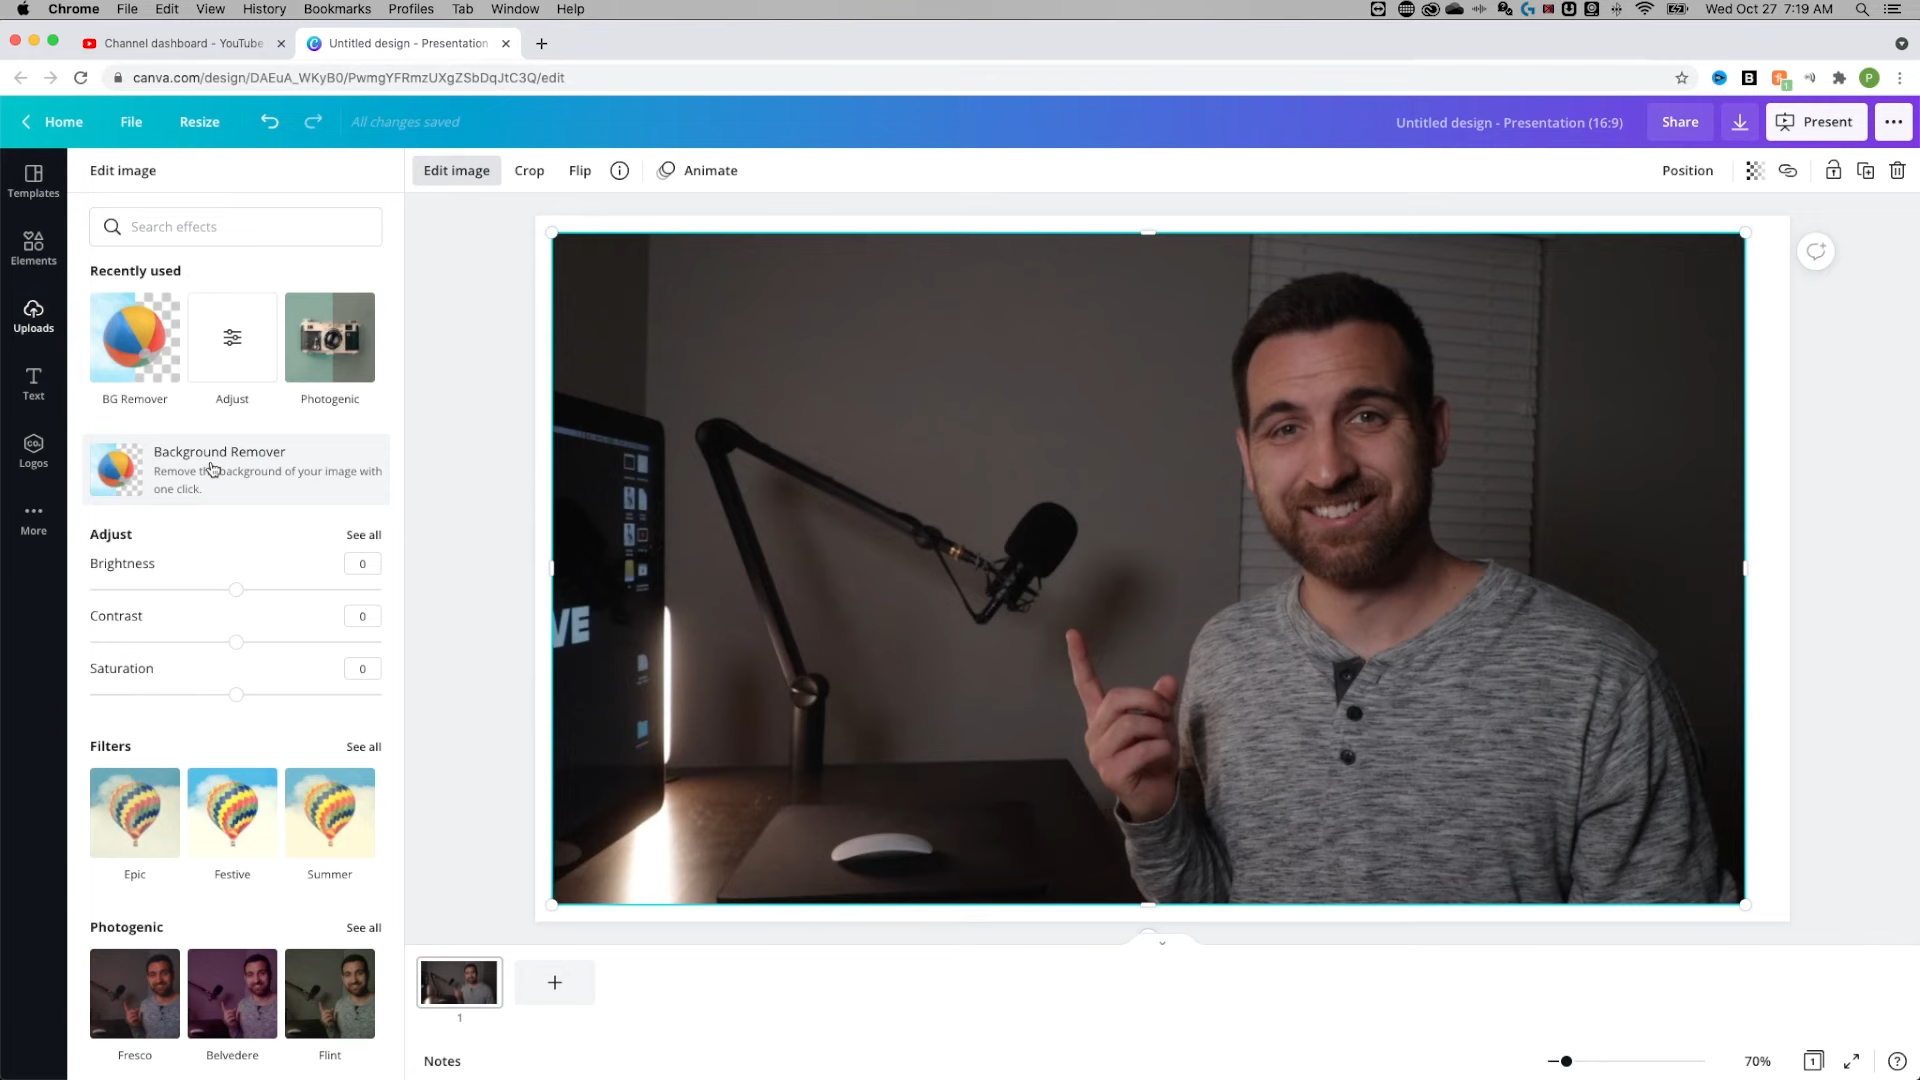 Chrome File Edit View History Bookmarks Profiles Tab Window Help Wed Oct 27 7:19 AM
Channel dashboard - YouTube Untitled design - Presentation
canva.com/design/DAEuA_WKyB0/PwmgYFRmzUXgZSbDqJtC3Q/edit
Home File Resize All changes saved Untitled design - Presentation (16:9) Share Present
Edit image
Edit image Crop Flip Animate Position
Templates
Elements
Uploads
Text
CO.
Logos
More
Search effects
Recently used
BG Remover Adjust Photogenic
Background Remover
Remove the background of your image with
one click.
Adjust See all
Brightness 0
Contrast 0
Saturation 0
Filters See all
Epic Festive Summer
Photogenic See all
Fresco Belvedere Flint
VE
1
Notes 70% 1